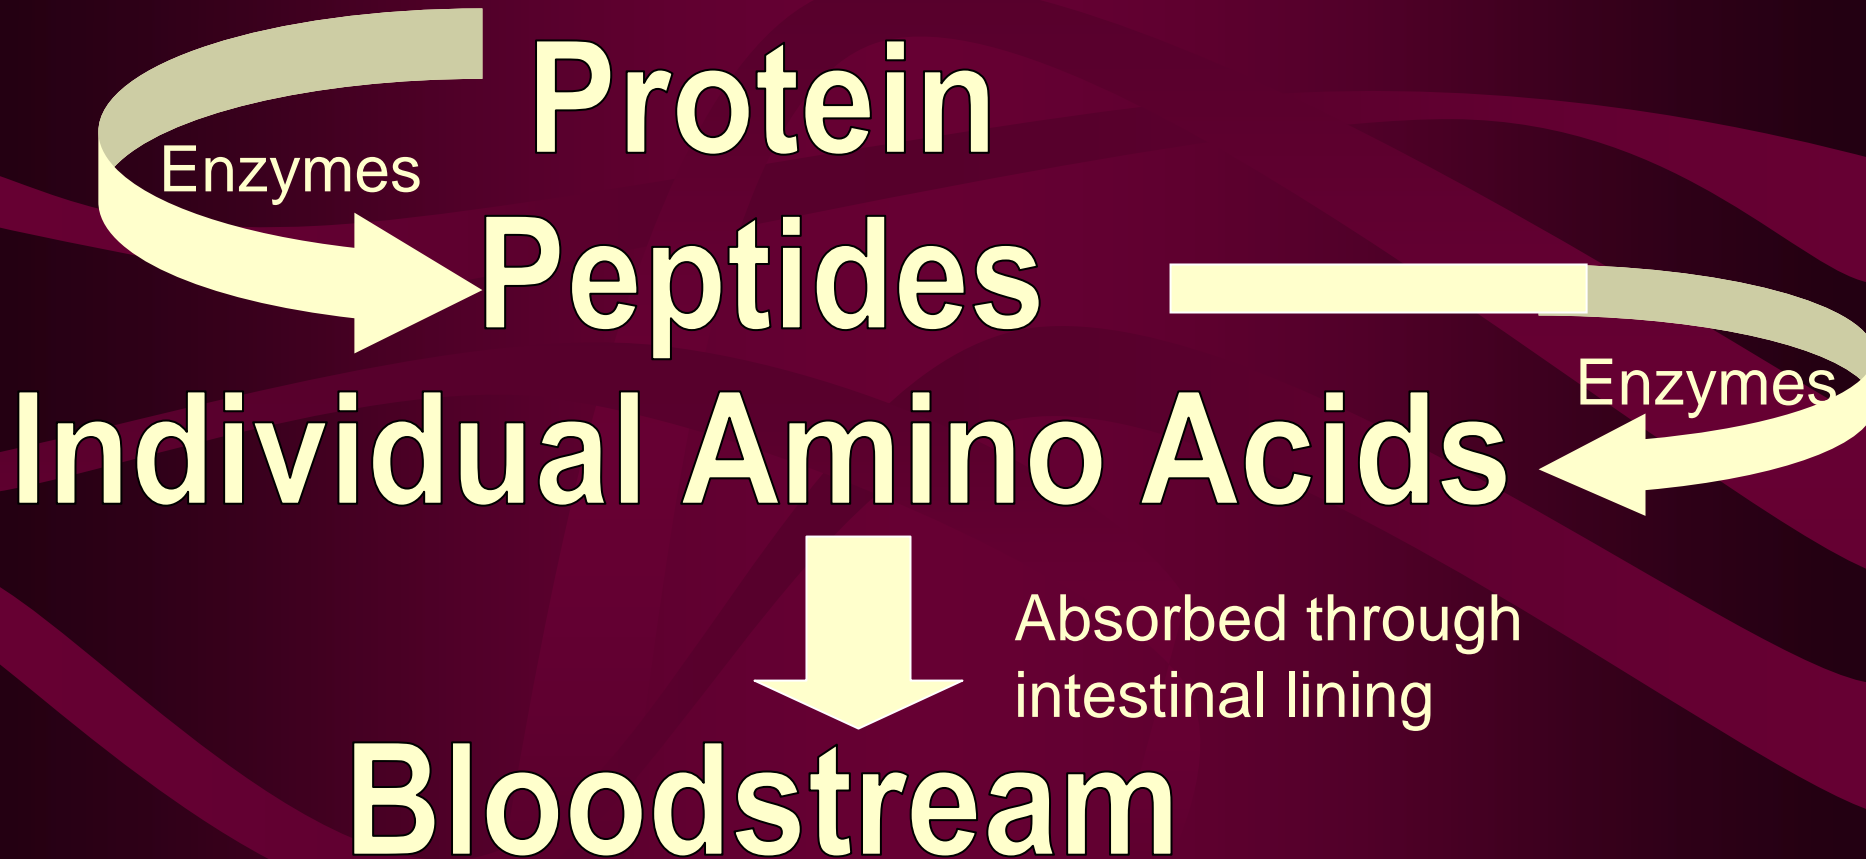 Protein
Enzymes
Peptides
Enzymes
Individual Amino Acids
Absorbed through
intestinal lining
Bloodstream